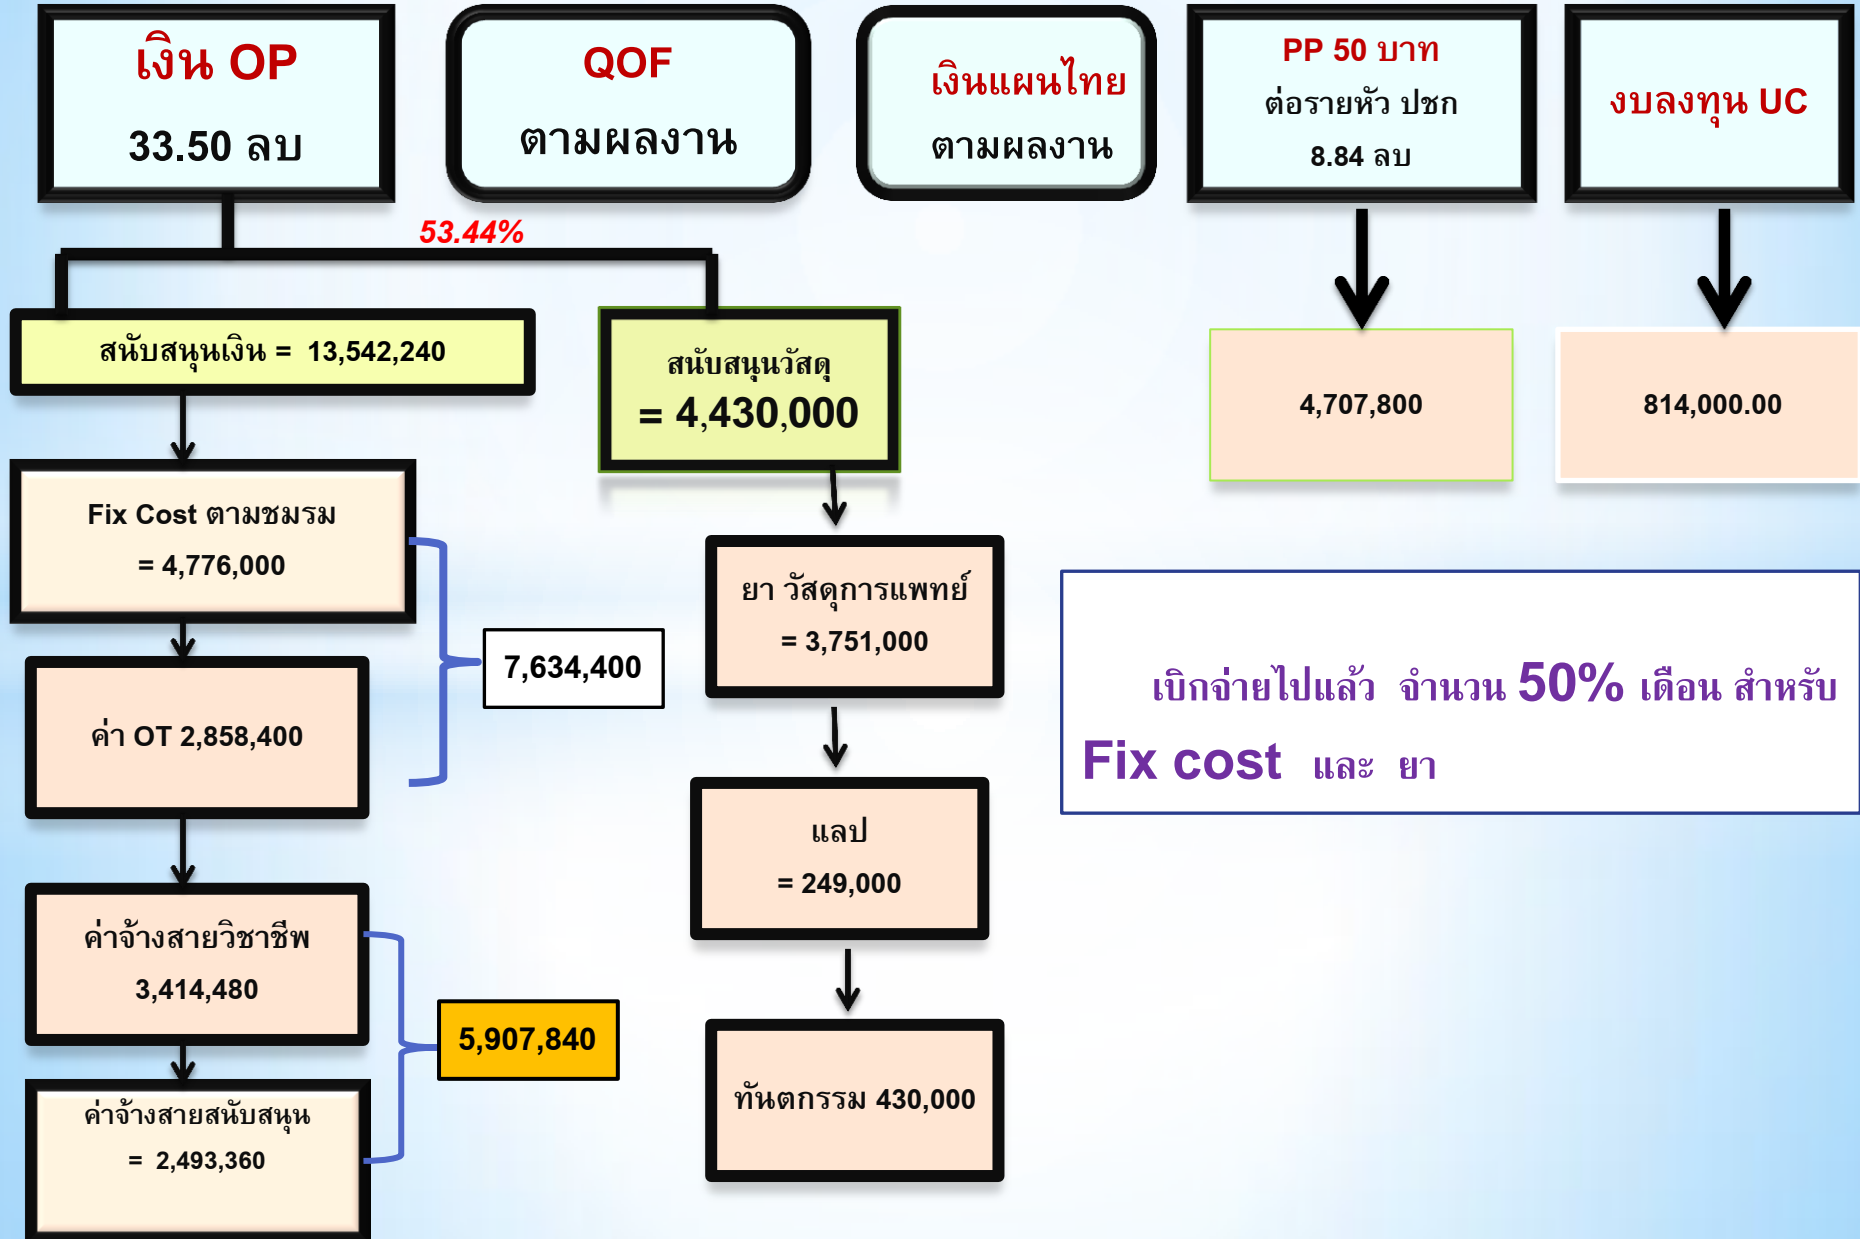 เงิน OP
33.50 ลบ
QOF
ตามผลงาน
เงินแผนไทย
ตามผลงาน
PP 50 บาท
ต่อรายหัว ปชก
8.84 ลบ
งบลงทุน UC
53.44%
สนับสนุนเงิน = 13,542,240
สนับสนุนวัสดุ
= 4,430,000
4,707,800
814,000.00
Fix Cost ตามชมรม
= 4,776,000
7,634,400
ค่า OT 2,858,400
ค่าจ้างสายวิชาชีพ
3,414,480
5,907,840
ค่าจ้างสายสนับสนุน
= 2,493,360
ยา วัสดุการแพทย์
= 3,751,000
แลป
= 249,000
ทันตกรรม 430,000
เบิกจ่ายไปแล้ว จำนวน 50% เดือน สำหรับ
Fix cost และ ยา